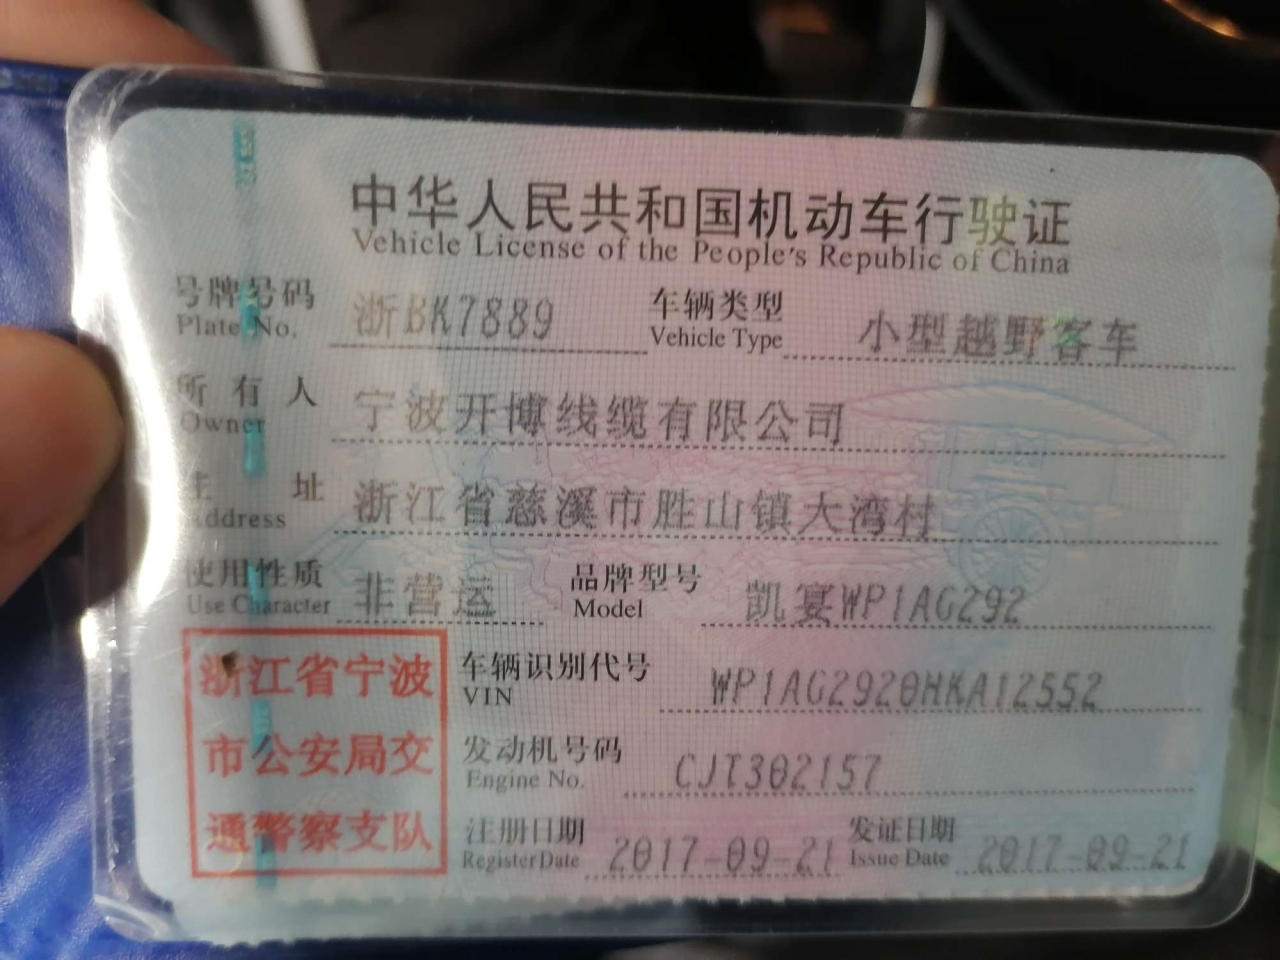 中华人民共和国机动车行驶证
Vehicle License of the People's Republic of China
号牌号码 浙BK7889 车辆类型 小型越野客车
Plate No. Vehicle Type
所有人 宁波开博线缆有限公司
Owner
住址 浙江省慈溪市胜山镇大湾村
Address
使用性质 非营运 品牌型号 凯宴WP1AG292
Use Character Model
浙江省宁波
市公安局交
通警察支队
车辆识别代号 WP1AG2920HKA12552
VIN
发动机号码 CJT302157
Engine No.
注册日期 2017-09-21 发证日期 2017-09-21
Register Date Issue Date